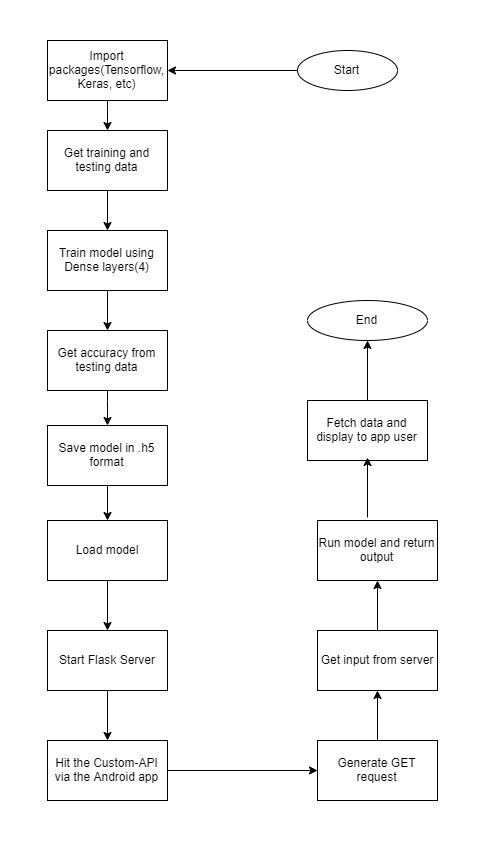 Start
Import
packages(Tensorflow,
Keras, etc)
Get training and
testing data
Train model using
Dense layers(4)
Get accuracy from
testing data
Save model in .h5
format
Load model
Start Flask Server
Hit the Custom-API
via the Android app
Generate GET
request
Get input from server
Run model and return
output
Fetch data and
display to app user
End